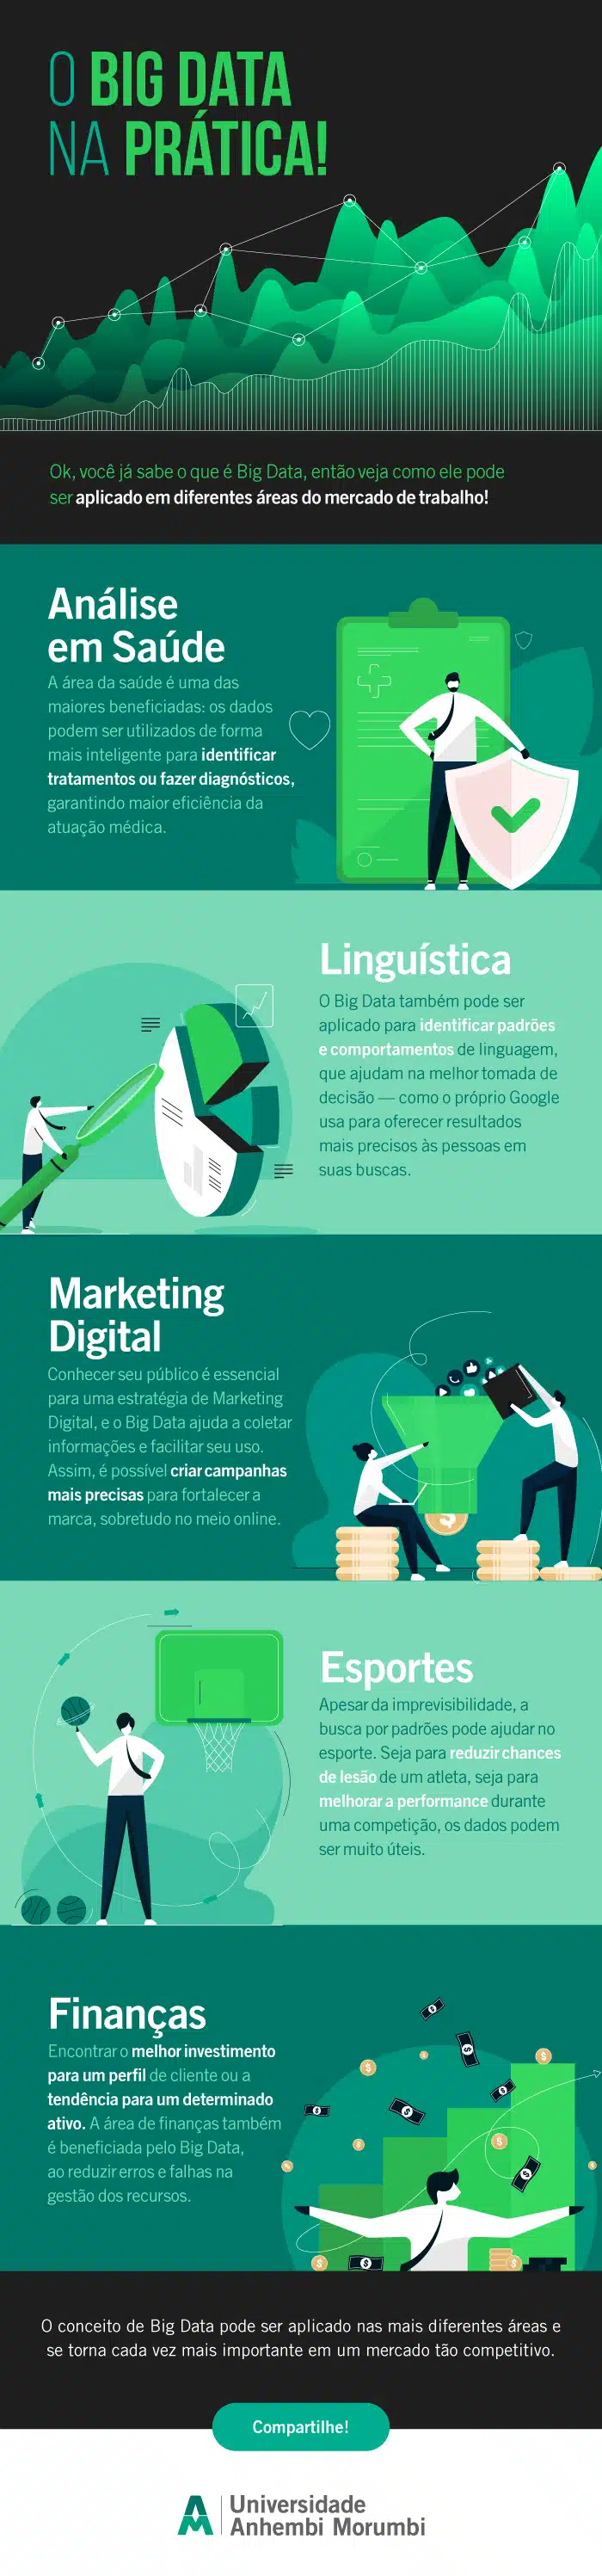 O BIG DATA
NA PRÁTICA!
Ok, você já sabe o que é Big Data, então veja como ele pode
ser aplicado em diferentes áreas do mercado de trabalho!
Análise
em Saúde
A área da saúde é uma das
maiores beneficiadas: os dados
podem ser utilizados de forma
mais inteligente para identificar
tratamentos ou fazer diagnósticos,
garantindo maior eficiência da
atuação médica.
Linguística
O Big Data também pode ser
aplicado para identificar padrões
e comportamentos de linguagem,
que ajudam na melhor tomada de
decisão — como o próprio Google
usa para oferecer resultados
mais precisos às pessoas em
suas buscas.
Marketing
Digital
Conhecer seu público é essencial
para uma estratégia de Marketing
Digital, e o Big Data ajuda a coletar
informações e facilitar seu uso.
Assim, é possível criar campanhas
mais precisas para fortalecer a
marca, sobretudo no meio online.
Esportes
Apesar da imprevisibilidade, a
busca por padrões pode ajudar no
esporte. Seja para reduzir chances
de lesão de um atleta, seja para
melhorar a performance durante
uma competição, os dados podem
ser muito úteis.
Finanças
Encontrar o melhor investimento
para um perfil de cliente ou a
tendência para um determinado
ativo. A área de finanças também
é beneficiada pelo Big Data,
ao reduzir erros e falhas na
gestão dos recursos.
O conceito de Big Data pode ser aplicado nas mais diferentes áreas e
se torna cada vez mais importante em um mercado tão competitivo.
Compartilhe!
Universidade
Anhembi Morumbi